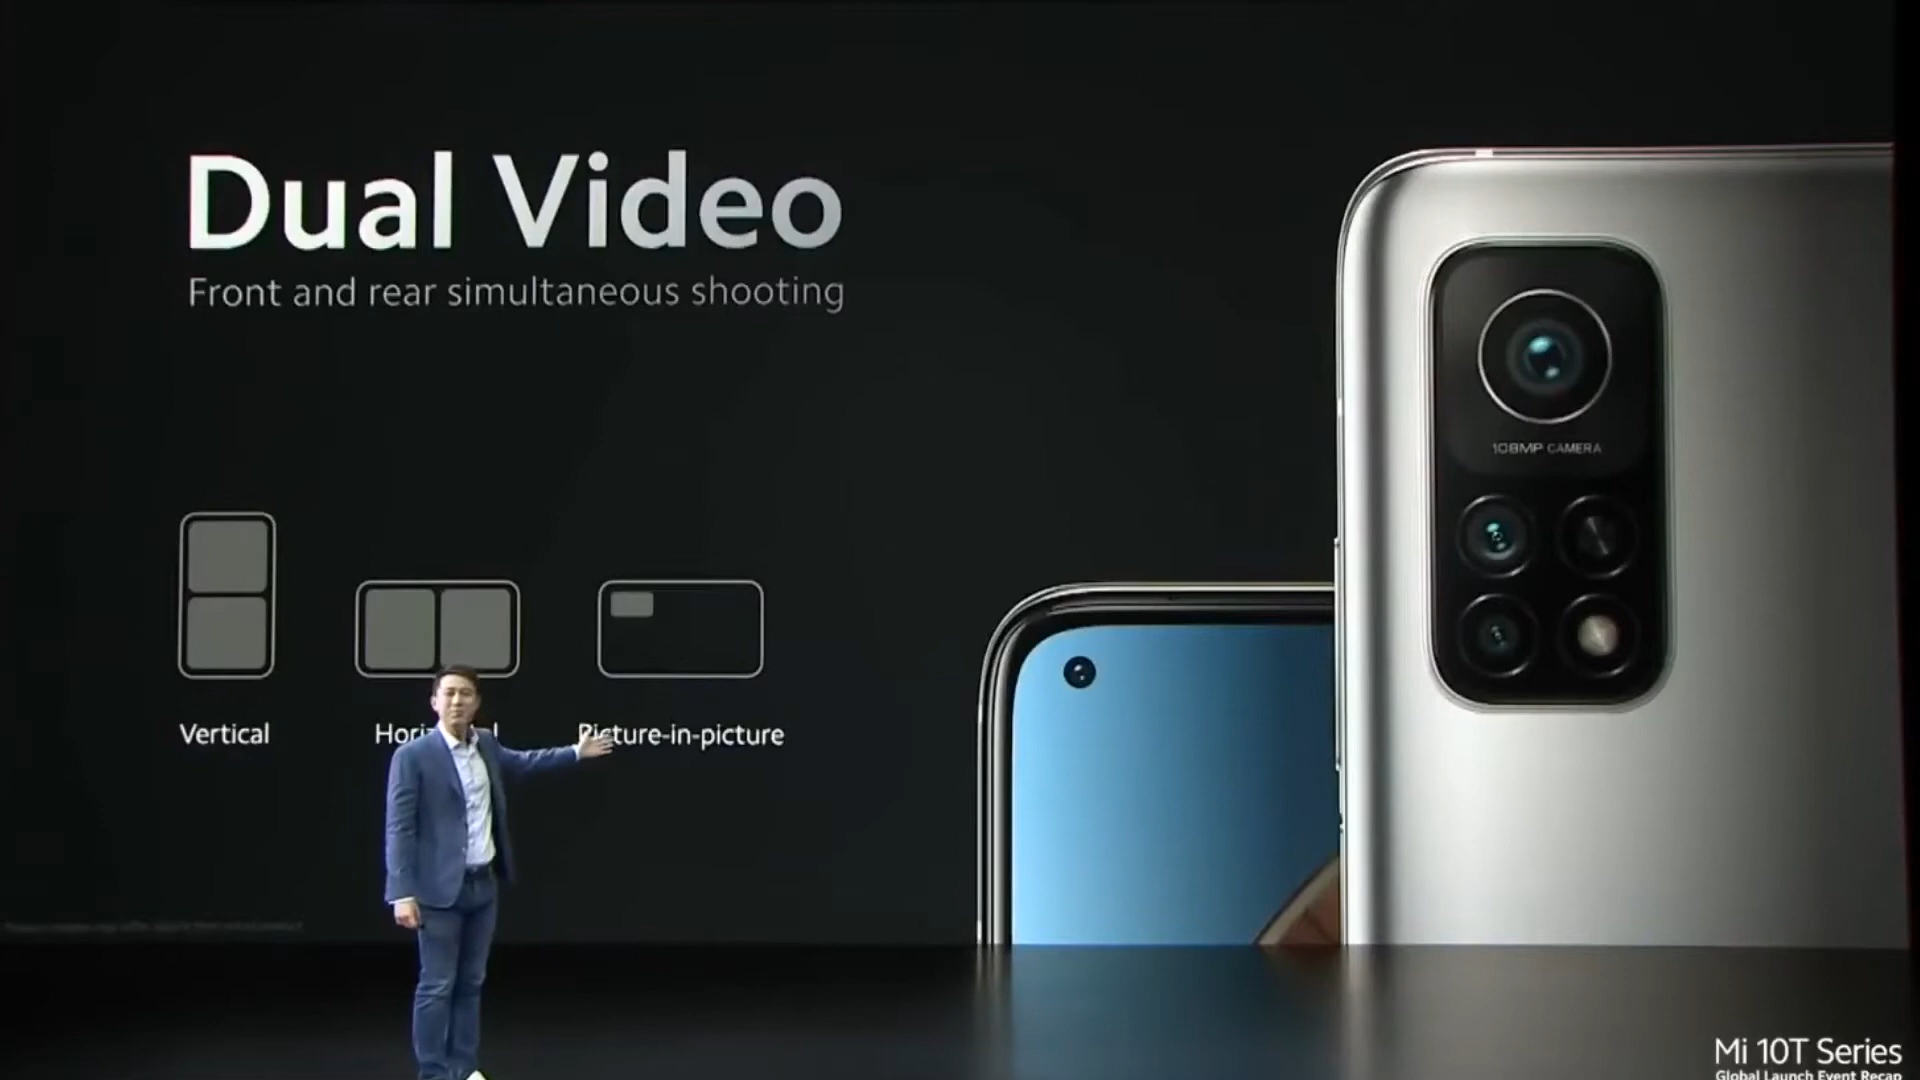 Dual Video
Front and rear simultaneous shooting
108MP CAMERA
Vertical
Picture-in-picture
Mi 10T Series
Global Launch Event Recap